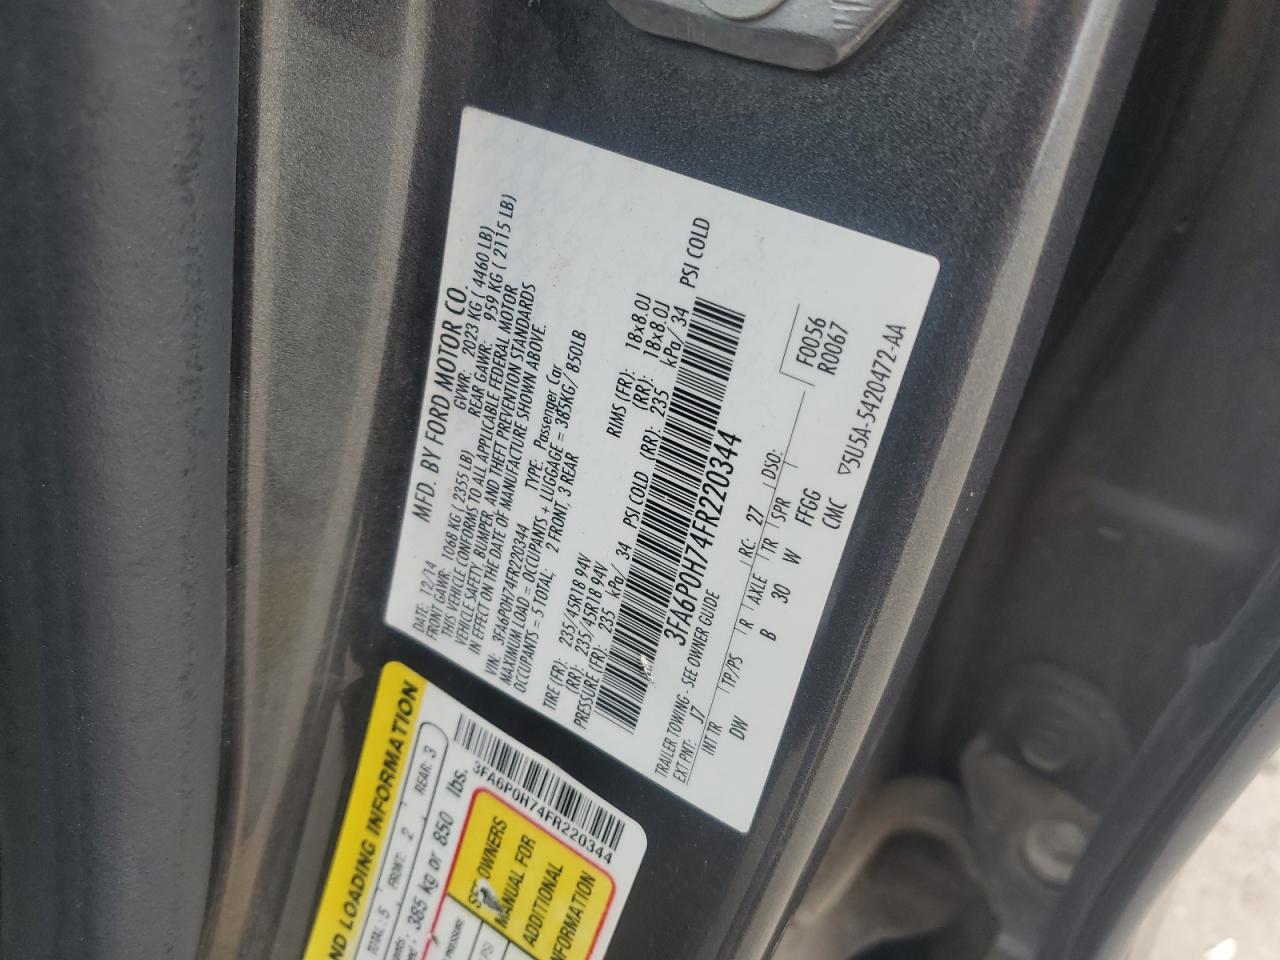 MFD. BY FORD MOTOR CO.
DATE: 12/14 GVWR: 2023 KG ( 4460 LB)
FRONT GAWR: 1068 KG ( 2355 LB) REAR GAWR: 959 KG ( 2115 LB)
THIS VEHICLE CONFORMS TO ALL APPLICABLE FEDERAL MOTOR
VEHICLE SAFETY, BUMPER, AND THEFT PREVENTION STANDARDS
IN EFFECT ON THE DATE OF MANUFACTURE SHOWN ABOVE.
VIN: 3FA6P0H74FR220344 TYPE: Passenger Car
MAXIMUM LOAD = OCCUPANTS + LUGGAGE = 385KG/ 850LB
OCCUPANTS = 5 TOTAL: 2 FRONT, 3 REAR
TIRE (FR): 235/45R18 94V RIMS (FR): 18x8.0J
(RR): 235/45R18 94V (RR): 18x8.0J
PRESSURE (FR): 235 kPa/ 34 PSI COLD (RR): 235 kPa/ 34 PSI COLD
3FA6P0H74FR220344
TRAILER TOWING - SEE OWNER GUIDE
EXT PNT: J7 RC: 27 DSO:
INT TR TP/PS R AXLE TR SPR
DW B 30 W FFGG
CMC
F0056
R0067
▽5U5A-5420472-AA
ND LOADING INFORMATION
TOTAL: 5 FRONT: 2 REAR: 3
385 kg or 850 lbs.
3FA6P0H74FR220344
PRESSURE
PSI
SEE OWNERS
MANUAL FOR
ADDITIONAL
INFORMATION